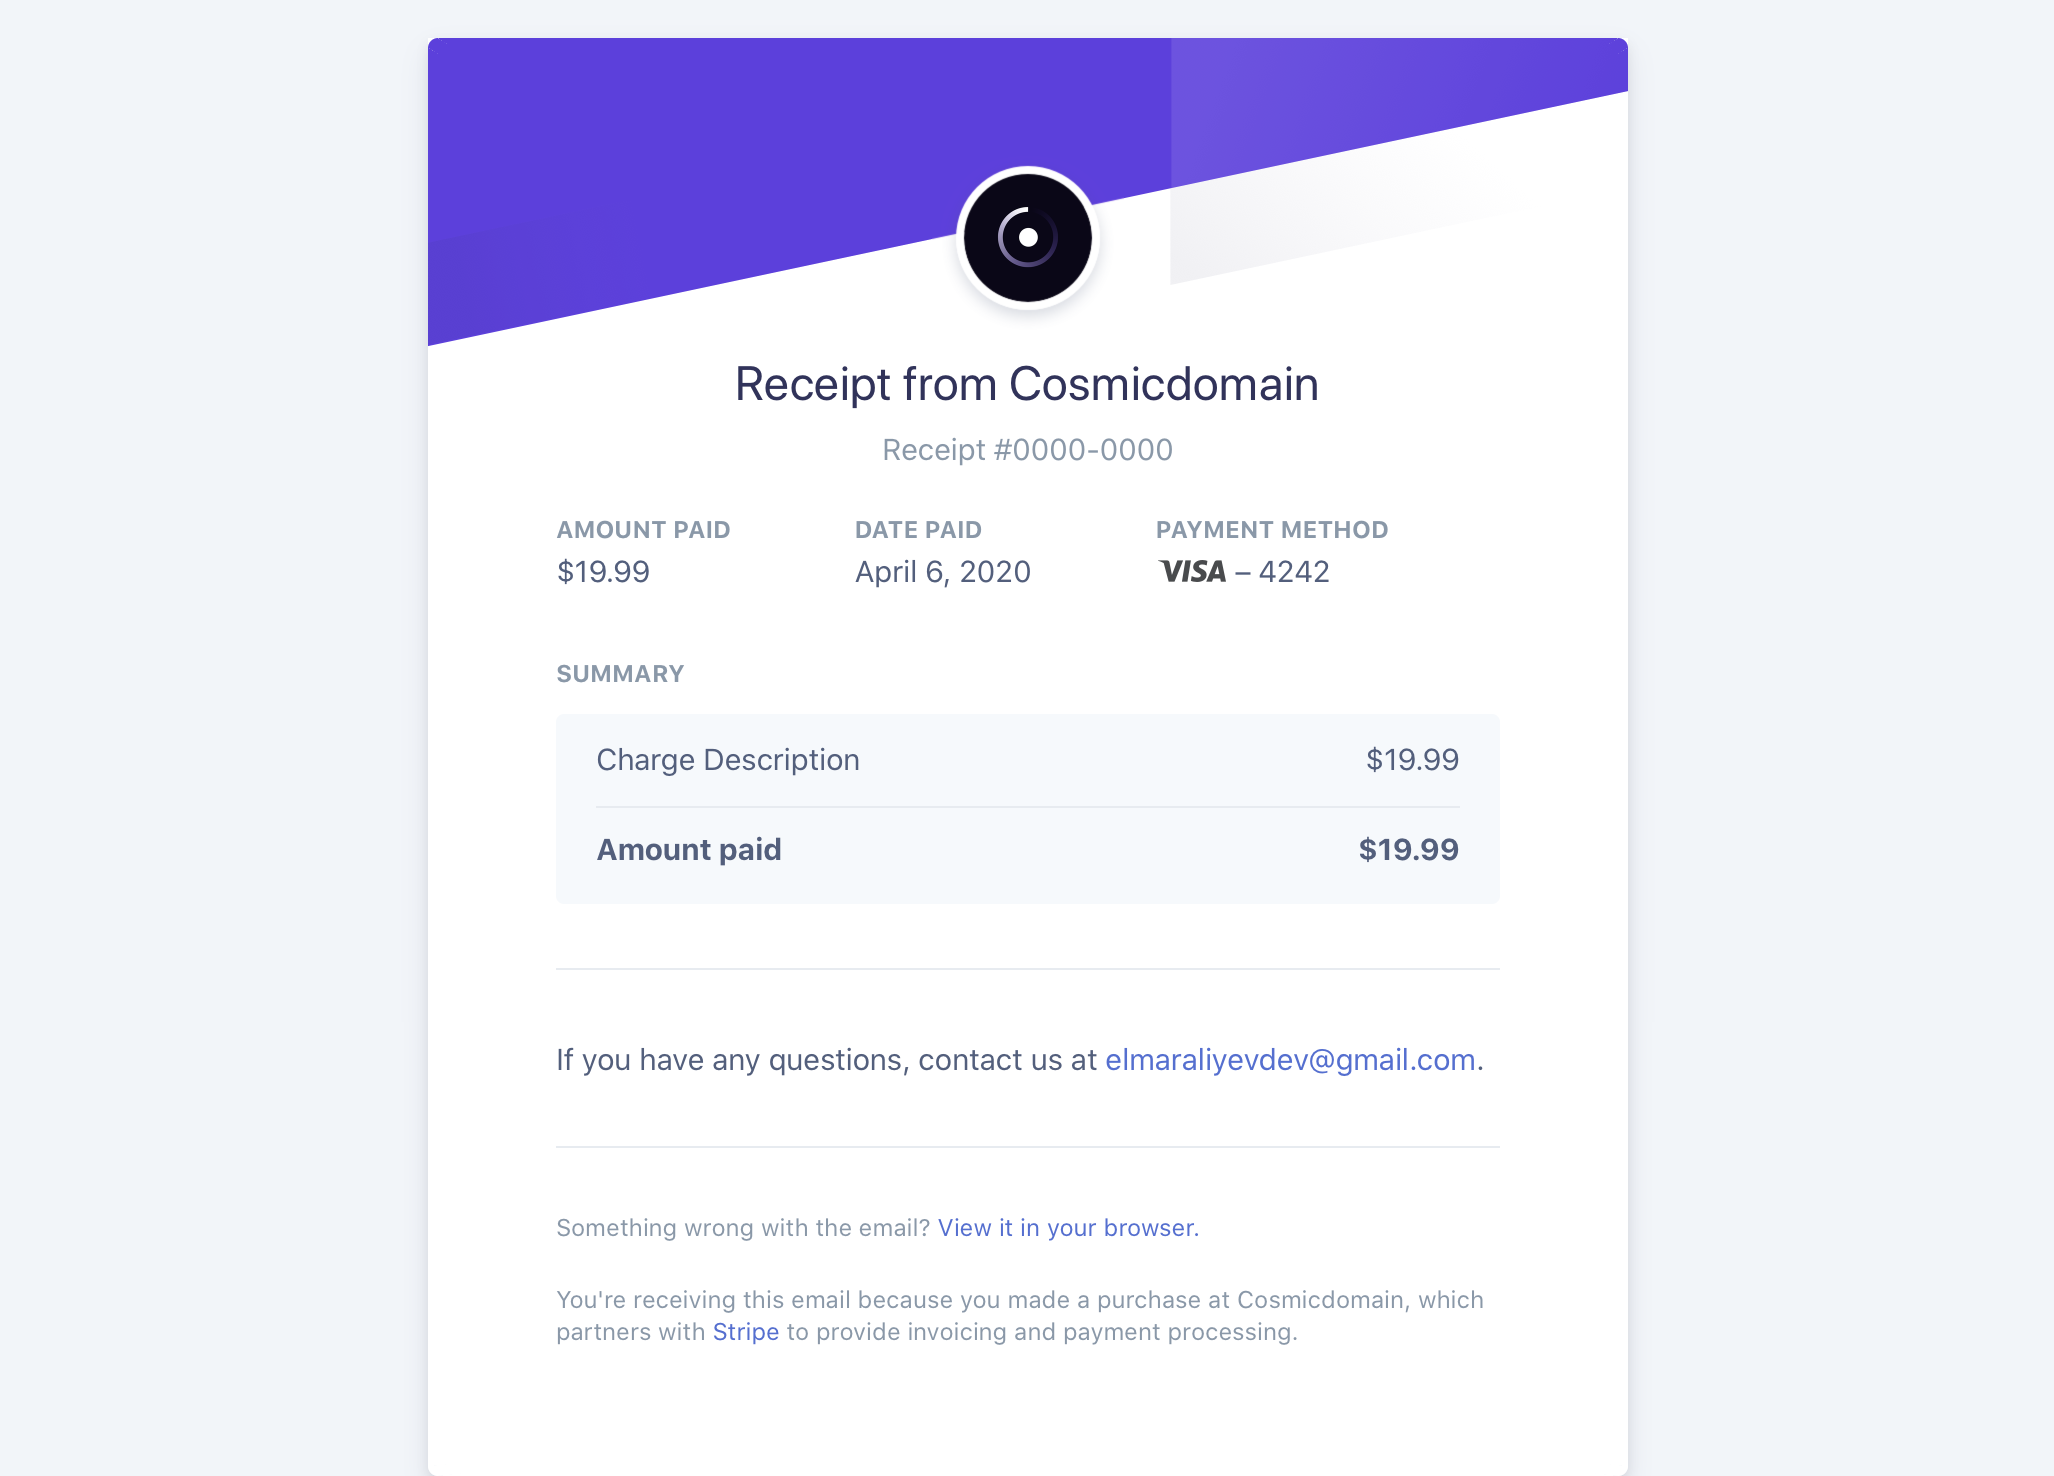 Receipt from Cosmicdomain
Receipt #0000-0000
AMOUNT PAID
$19.99
DATE PAID
April 6, 2020
PAYMENT METHOD
VISA – 4242
SUMMARY
Charge Description $19.99
Amount paid $19.99
If you have any questions, contact us at elmaraliyevdev@gmail.com.
Something wrong with the email? View it in your browser.
You're receiving this email because you made a purchase at Cosmicdomain, which
partners with Stripe to provide invoicing and payment processing.